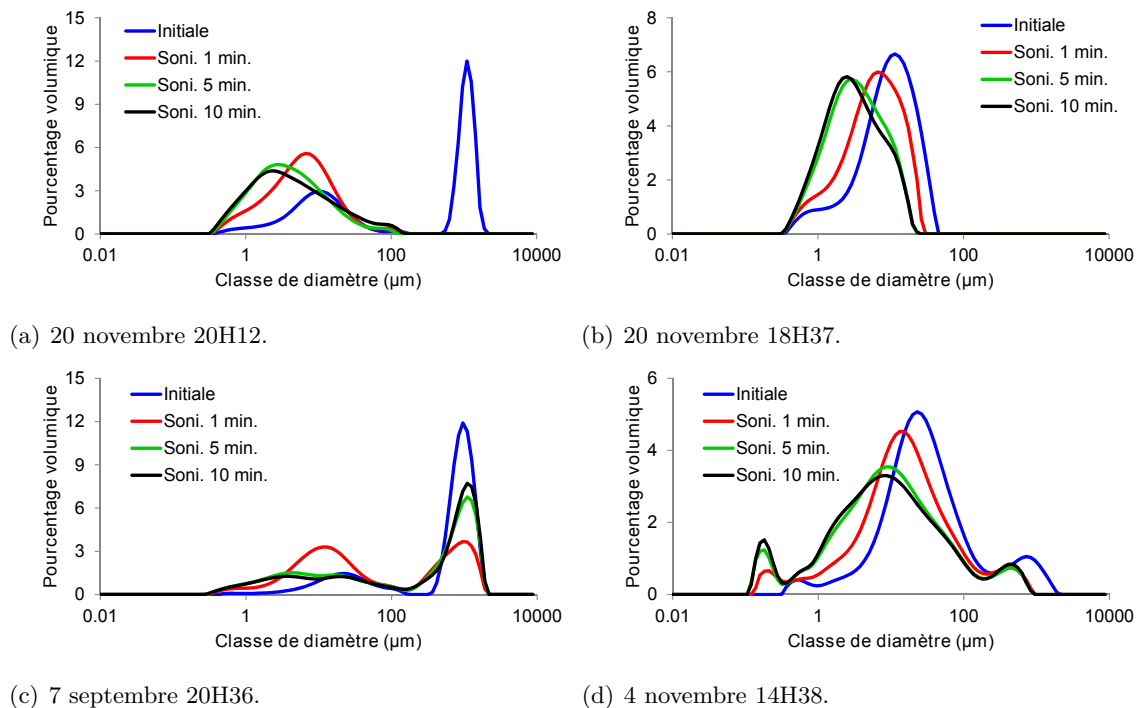 Pourcentage volumique
15
12
9
6
3
0
Initiale
Soni. 1 min.
Soni. 5 min.
Soni. 10 min.
0.01 1 100 10000
Classe de diamètre (µm)
(a) 20 novembre 20H12.
Pourcentage volumique
8
6
4
2
0
Initiale
Soni. 1 min.
Soni. 5 min.
Soni. 10 min.
0.01 1 100 10000
Classe de diamètre (µm)
(b) 20 novembre 18H37.
Pourcentage volumique
15
12
9
6
3
0
Initiale
Soni. 1 min.
Soni. 5 min.
Soni. 10 min.
0.01 1 100 10000
Classe de diamètre (µm)
(c) 7 septembre 20H36.
Pourcentage volumique
6
4
2
0
Initiale
Soni. 1 min.
Soni. 5 min.
Soni. 10 min.
0.01 1 100 10000
Classe de diamètre (µm)
(d) 4 novembre 14H38.